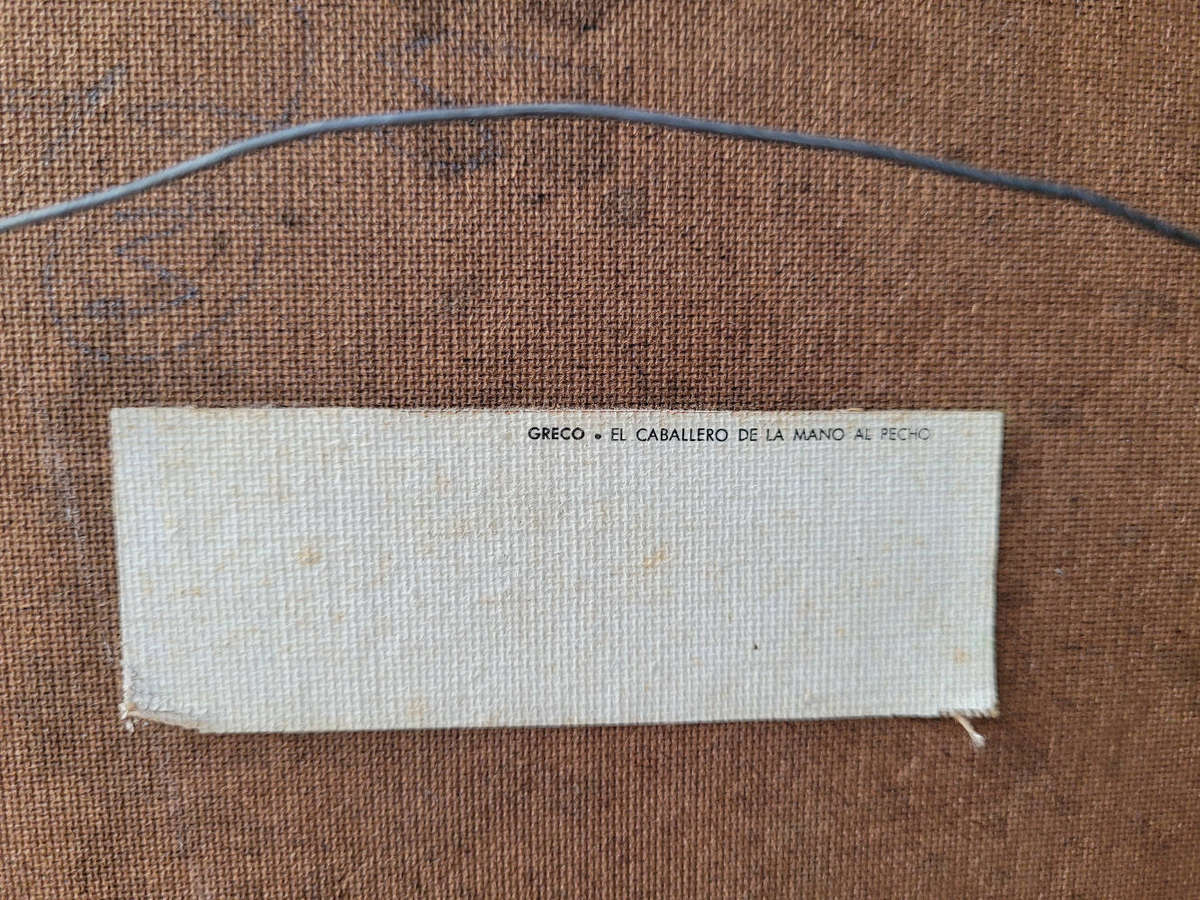 GRECO • EL CABALLERO DE LA MANO AL PECHO